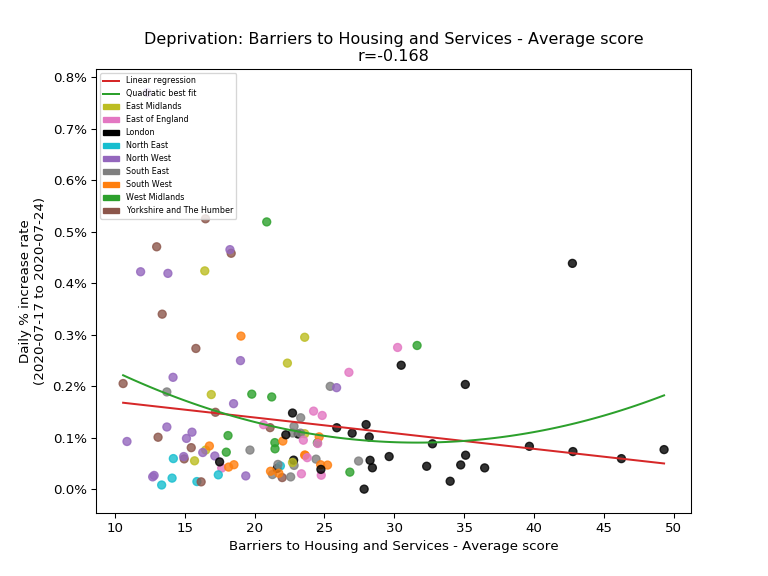 Deprivation: Barriers to Housing and Services - Average score
r=-0.168
Daily % increase rate
(2020-07-17 to 2020-07-24)
0.8%
0.7%
0.6%
0.5%
0.4%
0.3%
0.2%
0.1%
0.0%
Linear regression
Quadratic best fit
East Midlands
East of England
London
North East
North West
South East
South West
West Midlands
Yorkshire and The Humber
10 15 20 25 30 35 40 45 50
Barriers to Housing and Services - Average score